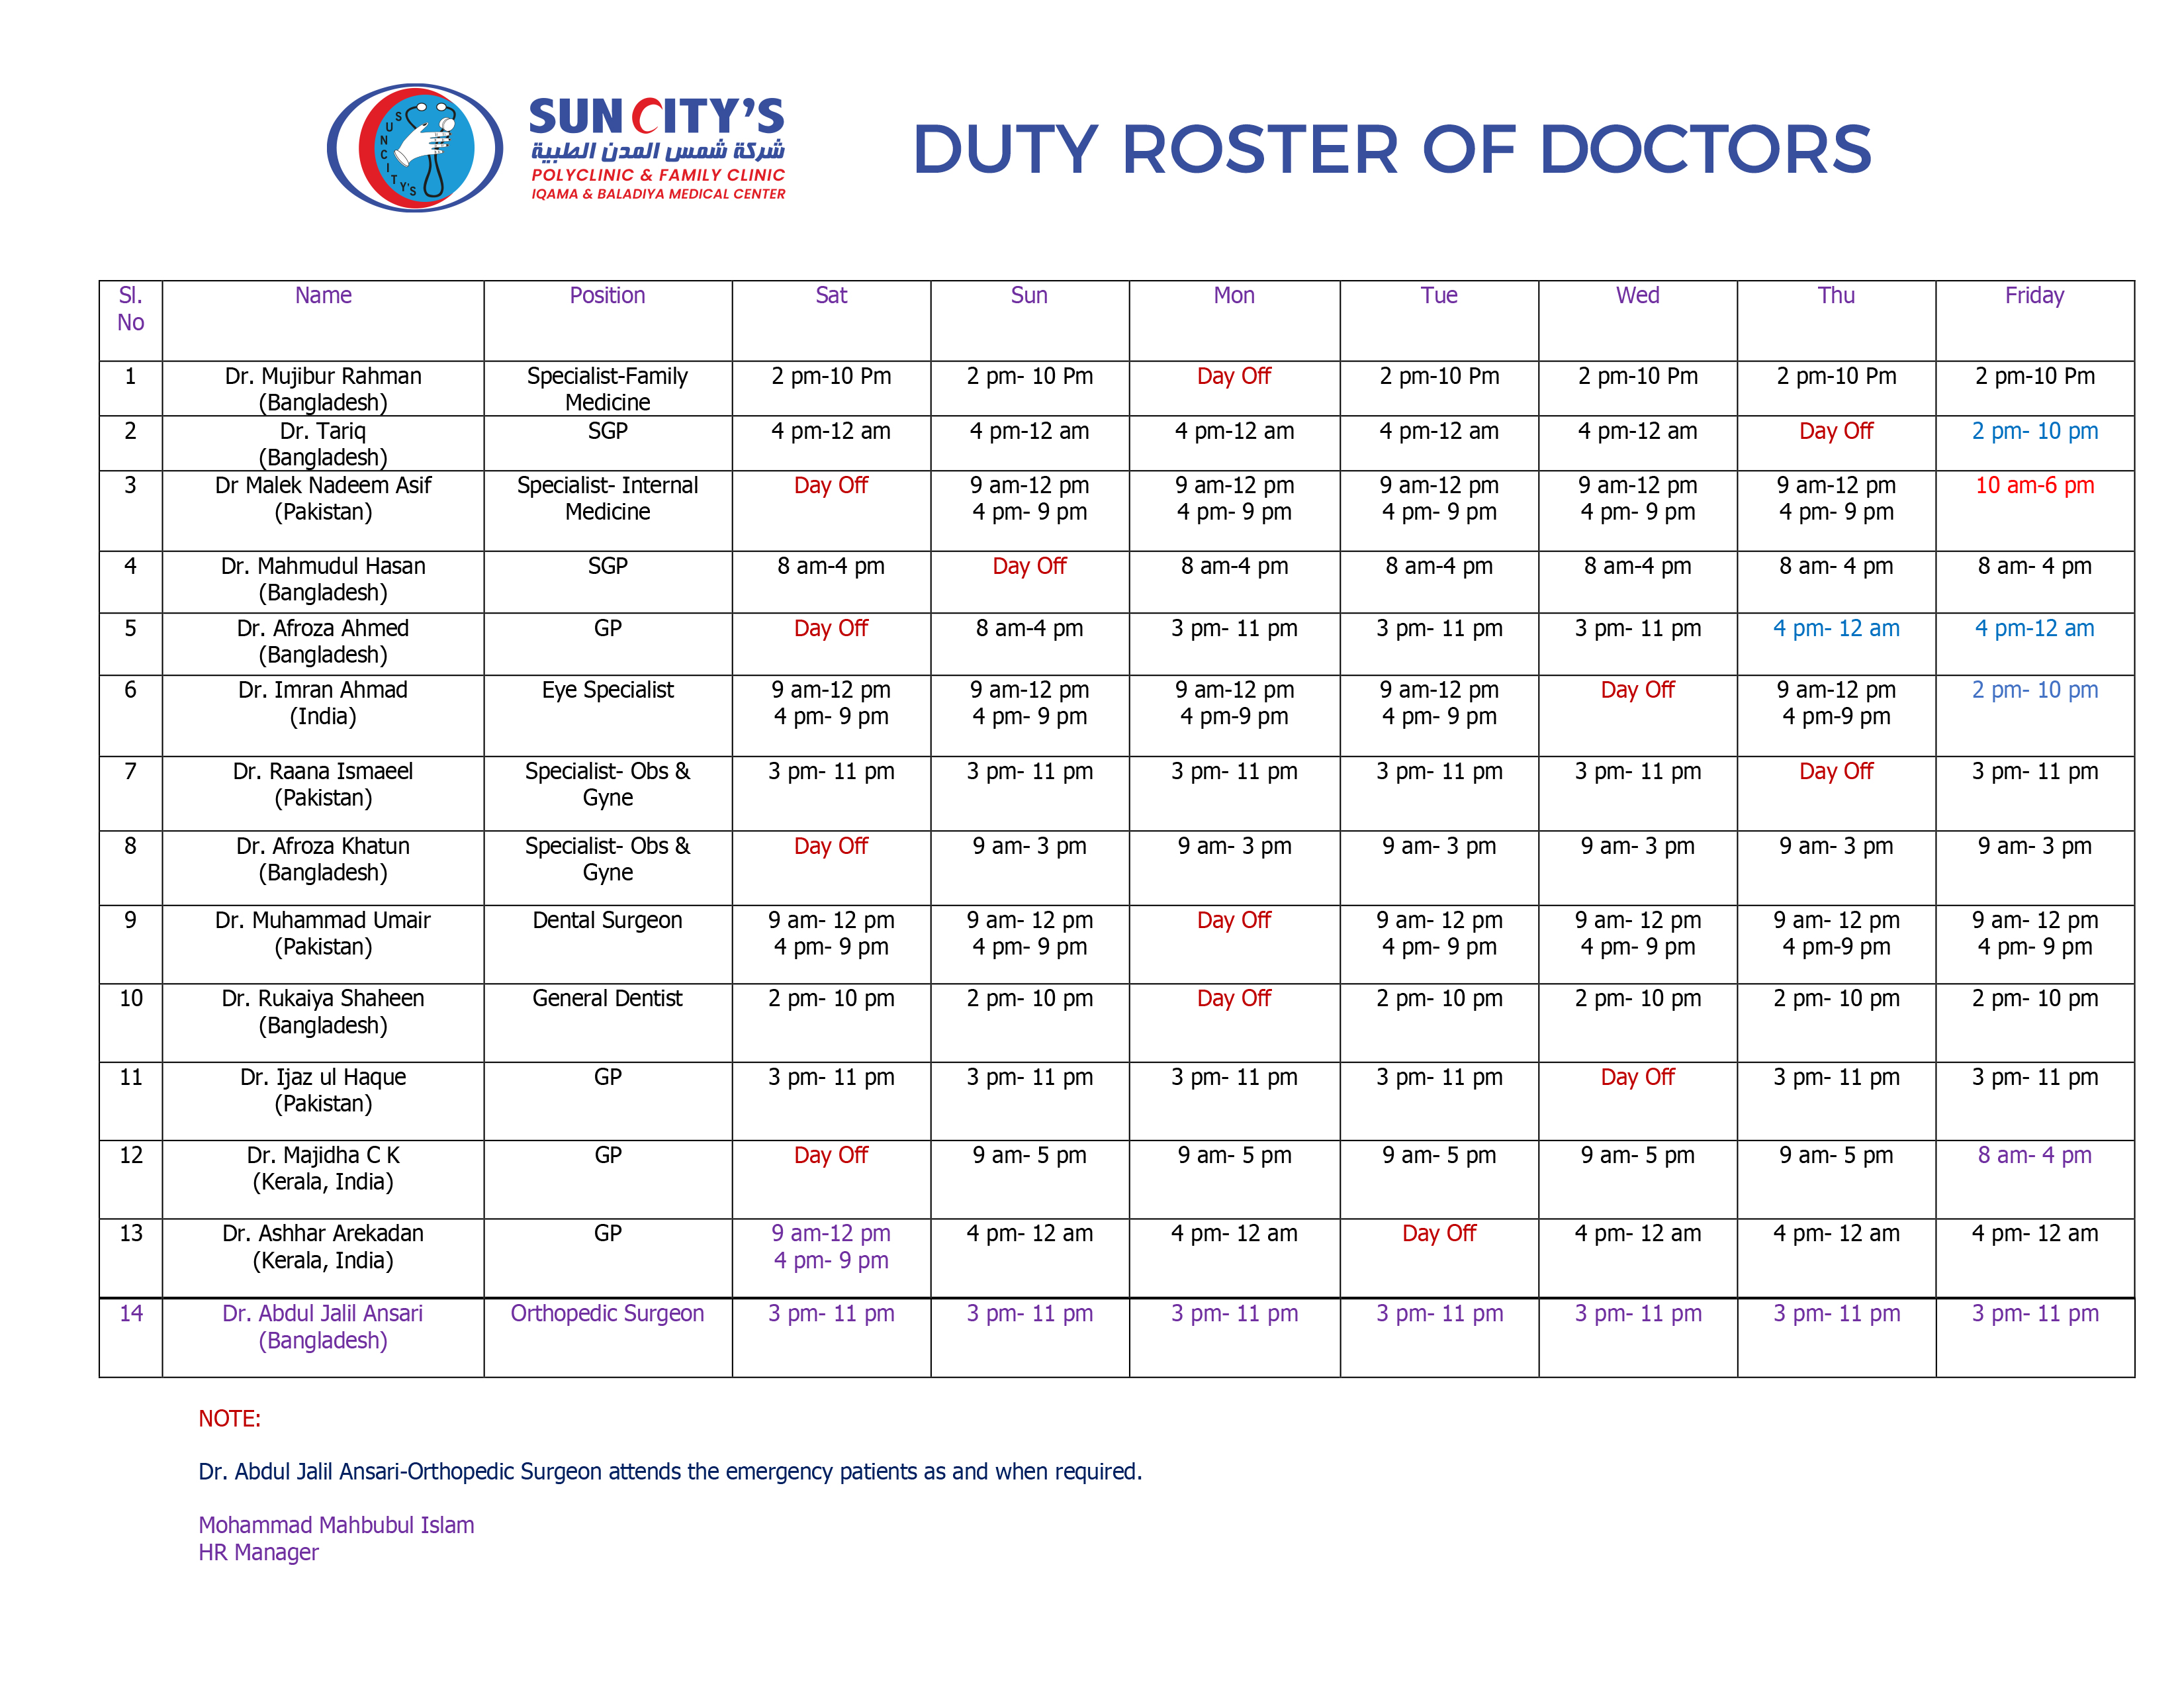 SUNCITY'S
SUN CITY'S
شركة شمس المدن الطبية
POLYCLINIC & FAMILY CLINIC
IQAMA & BALADIYA MEDICAL CENTER
DUTY ROSTER OF DOCTORS
Sl. No Name Position Sat Sun Mon Tue Wed Thu Friday
1 Dr. Mujibur Rahman Specialist-Family 2 pm-10 Pm 2 pm- 10 Pm Day Off 2 pm-10 Pm 2 pm-10 Pm 2 pm-10 Pm 2 pm-10 Pm
(Bangladesh) Medicine
2 Dr. Tariq SGP 4 pm-12 am 4 pm-12 am 4 pm-12 am 4 pm-12 am 4 pm-12 am Day Off 2 pm- 10 pm
(Bangladesh)
3 Dr Malek Nadeem Asif Specialist- Internal Day Off 9 am-12 pm 9 am-12 pm 9 am-12 pm 9 am-12 pm 9 am-12 pm 10 am-6 pm
(Pakistan) Medicine 4 pm- 9 pm 4 pm- 9 pm 4 pm- 9 pm 4 pm- 9 pm 4 pm- 9 pm
4 Dr. Mahmudul Hasan SGP 8 am-4 pm Day Off 8 am-4 pm 8 am-4 pm 8 am-4 pm 8 am- 4 pm 8 am- 4 pm
(Bangladesh)
5 Dr. Afroza Ahmed GP Day Off 8 am-4 pm 3 pm- 11 pm 3 pm- 11 pm 3 pm- 11 pm 4 pm- 12 am 4 pm-12 am
(Bangladesh)
6 Dr. Imran Ahmad Eye Specialist 9 am-12 pm 9 am-12 pm 9 am-12 pm 9 am-12 pm Day Off 9 am-12 pm 2 pm- 10 pm
(India) 4 pm- 9 pm 4 pm- 9 pm 4 pm-9 pm 4 pm- 9 pm 4 pm-9 pm
7 Dr. Raana Ismaeel Specialist- Obs & 3 pm- 11 pm 3 pm- 11 pm 3 pm- 11 pm 3 pm- 11 pm 3 pm- 11 pm Day Off 3 pm- 11 pm
(Pakistan) Gyne
8 Dr. Afroza Khatun Specialist- Obs & Day Off 9 am- 3 pm 9 am- 3 pm 9 am- 3 pm 9 am- 3 pm 9 am- 3 pm 9 am- 3 pm
(Bangladesh) Gyne
9 Dr. Muhammad Umair Dental Surgeon 9 am- 12 pm 9 am- 12 pm Day Off 9 am- 12 pm 9 am- 12 pm 9 am- 12 pm 9 am- 12 pm
(Pakistan) 4 pm- 9 pm 4 pm- 9 pm 4 pm- 9 pm 4 pm- 9 pm 4 pm-9 pm 4 pm- 9 pm
10 Dr. Rukaiya Shaheen General Dentist 2 pm- 10 pm 2 pm- 10 pm Day Off 2 pm- 10 pm 2 pm- 10 pm 2 pm- 10 pm 2 pm- 10 pm
(Bangladesh)
11 Dr. Ijaz ul Haque GP 3 pm- 11 pm 3 pm- 11 pm 3 pm- 11 pm 3 pm- 11 pm Day Off 3 pm- 11 pm 3 pm- 11 pm
(Pakistan)
12 Dr. Majidha C K GP Day Off 9 am- 5 pm 9 am- 5 pm 9 am- 5 pm 9 am- 5 pm 9 am- 5 pm 8 am- 4 pm
(Kerala, India)
13 Dr. Ashhar Arekadan GP 9 am-12 pm 4 pm- 12 am 4 pm- 12 am Day Off 4 pm- 12 am 4 pm- 12 am 4 pm- 12 am
(Kerala, India) 4 pm- 9 pm
14 Dr. Abdul Jalil Ansari Orthopedic Surgeon 3 pm- 11 pm 3 pm- 11 pm 3 pm- 11 pm 3 pm- 11 pm 3 pm- 11 pm 3 pm- 11 pm 3 pm- 11 pm
(Bangladesh)
NOTE:
Dr. Abdul Jalil Ansari-Orthopedic Surgeon attends the emergency patients as and when required.
Mohammad Mahbubul Islam
HR Manager